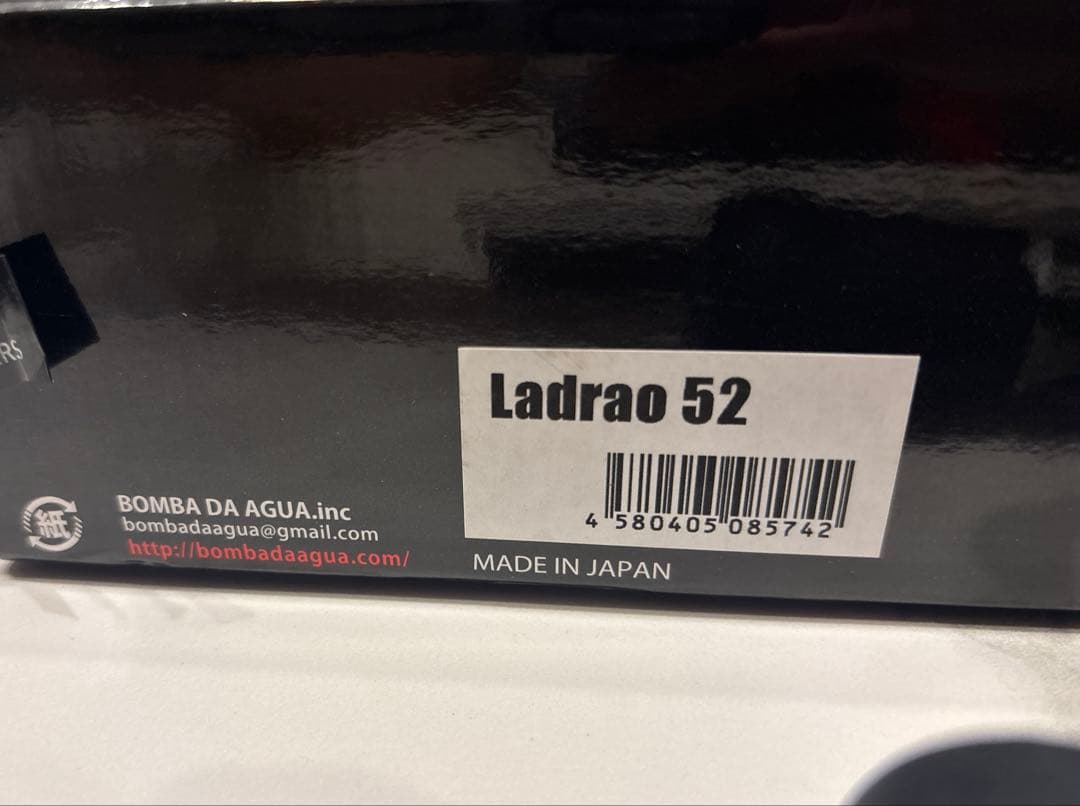 RS
Ladrao 52
4 580405 085742
紙
BOMBA DA AGUA.inc
bombadaagua@gmail.com
http://bombadaagua.com/
MADE IN JAPAN